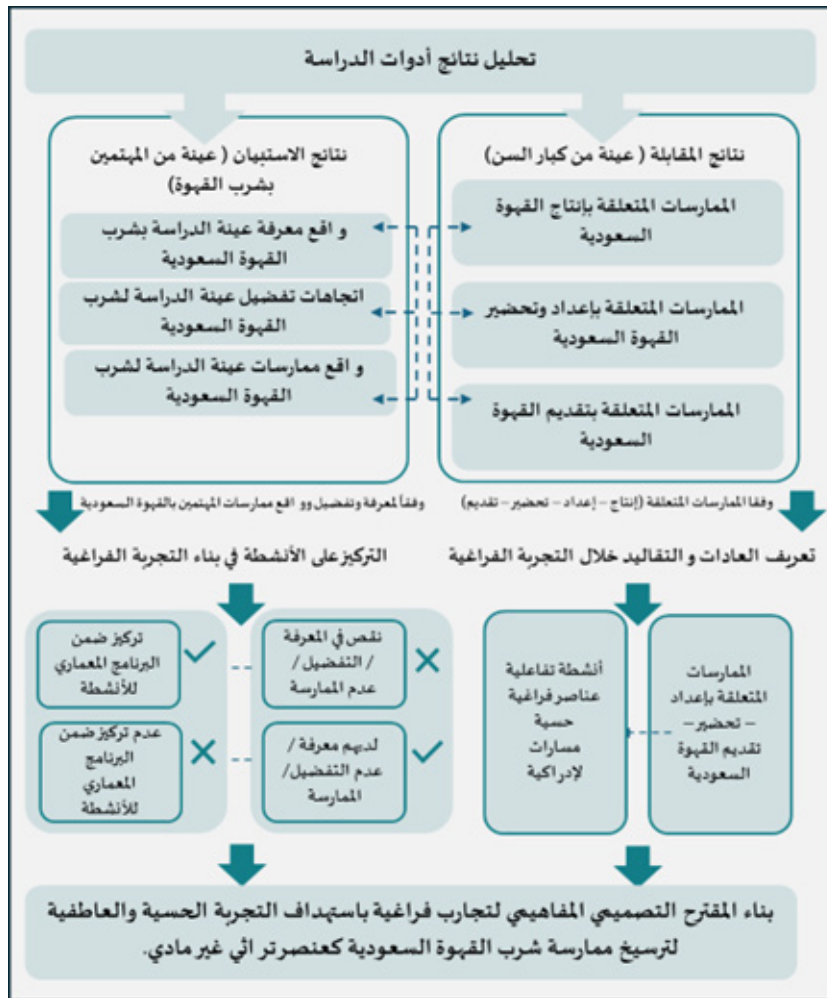 تحليل نتائج أدوات الدراسة
نتائج المقابلة ( عينة من كبار السن)
الممارسات المتعلقة بإنتاج القهوة
السعودية
الممارسات المتعلقة بإعداد وتحضير
القهوة السعودية
الممارسات المتعلقة بتقديم القهوة
السعودية
نتائج الاستبيان ( عينة من المهتمين
بشرب القهوة)
و اقع معرفة عينة الدراسة بشرب
القهوة السعودية
اتجاهات تفضيل عينة الدراسة لشرب
القهوة السعودية
و اقع ممارسات عينة الدراسة لشرب
القهوة السعودية
وفقا الممارسات المتعلقة (إنتاج – إعداد – تحضير – تقديم)
وفقاً لمعرفة وتفضيل وو اقع ممارسات المهتمين بالقهوة السعودية
تعريف العادات و التقاليد خلال التجربة الفراغية
التركيز على الأنشطة في بناء التجربة الفراغية
الممارسات
المتعلقة بإعداد
– تحضير –
تقديم القهوة
السعودية
أنشطة تفاعلية
عناصر فراغية
حسية
مسارات
لإدراكية
نقص في المعرفة
/ التفضيل /
عدم الممارسة
تركيز ضمن
البرنامج المعماري
للأنشطة
لديهم معرفة /
عدم التفضيل/
الممارسة
عدم تركيز ضمن
البرنامج
المعماري
للأنشطة
بناء المقترح التصميمي المفاهيمي لتجارب فراغية باستهداف التجربة الحسية والعاطفية
لترسيخ ممارسة شرب القهوة السعودية كعنصر تر اثي غير مادي.